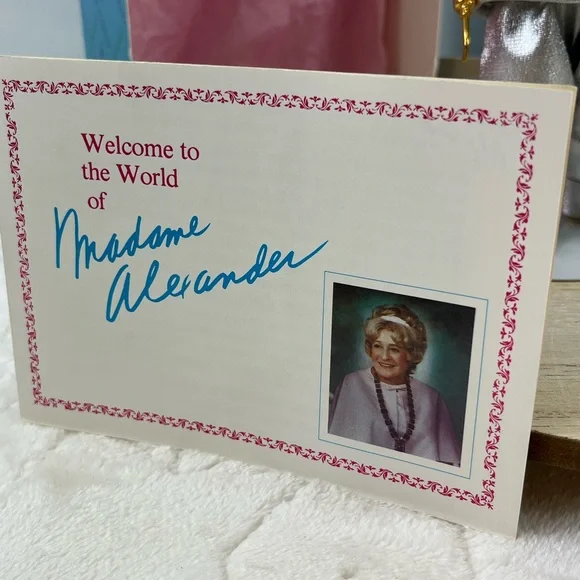 Welcome to
the World
of
Madame
Alexander